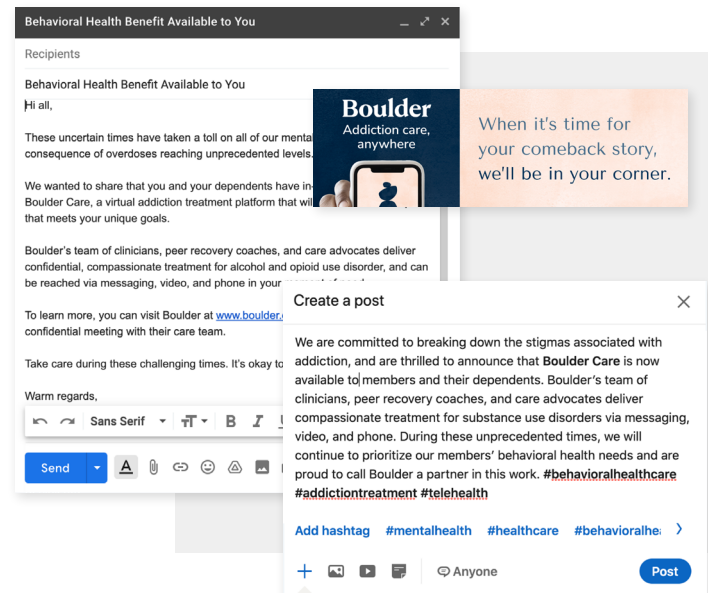 Behavioral Health Benefit Available to You
Recipients
Behavioral Health Benefit Available to You
Hi all,
These uncertain times have taken a toll on all of our mental
consequence of overdoses reaching unprecedented levels.
We wanted to share that you and your dependents have in-
Boulder Care, a virtual addiction treatment platform that will
that meets your unique goals.
Boulder's team of clinicians, peer recovery coaches, and care advocates deliver
confidential, compassionate treatment for alcohol and opioid use disorder, and can
be reached via messaging, video, and phone in your moment of need.
To learn more, you can visit Boulder at www.boulder.
confidential meeting with their care team.
Take care during these challenging times. It's okay to
Warm regards,
Sans Serif
B I U
Send
Boulder
Addiction care,
anywhere
When it's time for
your comeback story,
we'll be in your corner.
Create a post
We are committed to breaking down the stigmas associated with
addiction, and are thrilled to announce that Boulder Care is now
available to members and their dependents. Boulder's team of
clinicians, peer recovery coaches, and care advocates deliver
compassionate treatment for substance use disorders via messaging,
video, and phone. During these unprecedented times, we will
continue to prioritize our members' behavioral health needs and are
proud to call Boulder a partner in this work. #behavioralhealthcare
#addictiontreatment #telehealth
Add hashtag #mentalhealth #healthcare #behavioralhe
Anyone
Post